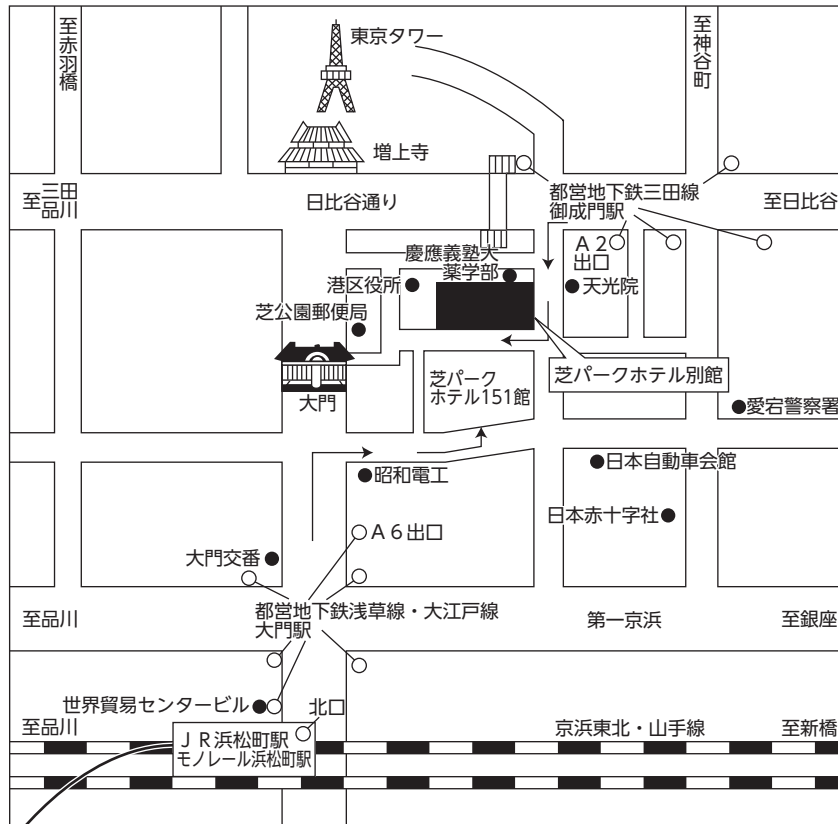 至赤羽橋
東京タワー
至神谷町
増上寺
至三田
品川
日比谷通り
都営地下鉄三田線
御成門駅
至日比谷
慶應義塾大
薬学部
A2
出口
港区役所
天光院
芝公園郵便局
芝パークホテル別館
大門
芝パーク
ホテル151館
愛宕警察署
昭和電工
日本自動車会館
A6出口
日本赤十字社
大門交番
至品川
都営地下鉄浅草線・大江戸線
大門駅
第一京浜
至銀座
世界貿易センタービル
北口
至品川
JR浜松町駅
モノレール浜松町駅
京浜東北・山手線
至新橋